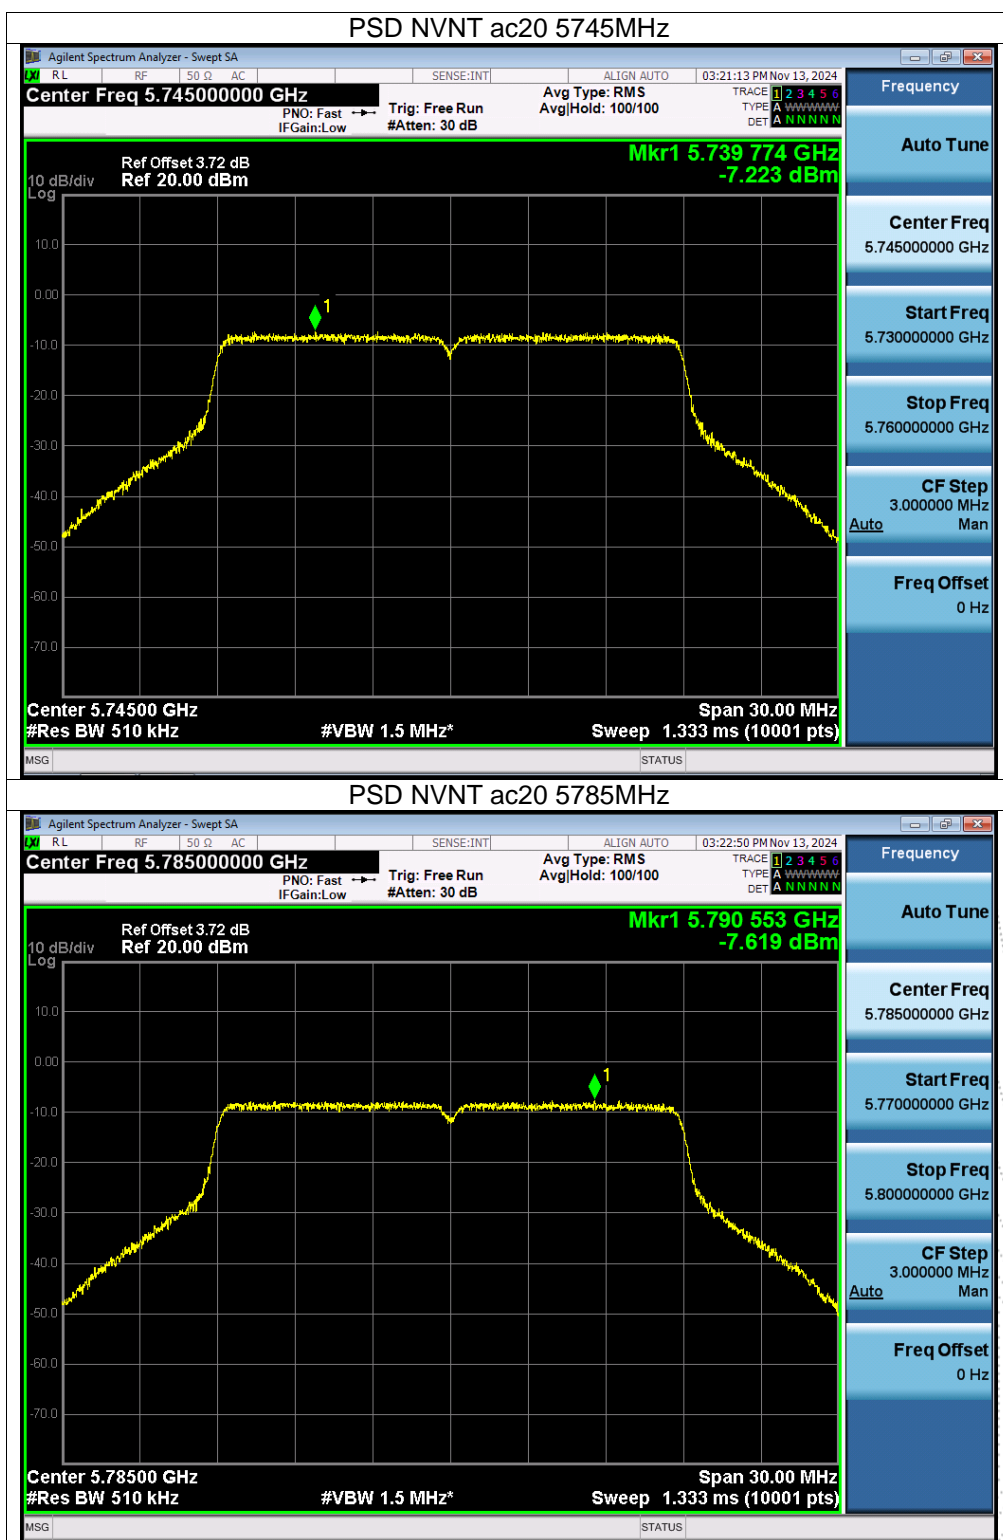 PSD NVNT ac20 5745MHz
Agilent Spectrum Analyzer - Swept SA
LXI RL RF 50 Ω AC SENSE:INT ALIGN AUTO 03:21:13 PM Nov 13, 2024
Center Freq 5.745000000 GHz
PNO: Fast
IFGain:Low
Trig: Free Run
#Atten: 30 dB
Avg Type: RMS
Avg|Hold: 100/100
TRACE 1 2 3 4 5 6
TYPE A WWWWW
DET A N N N N N
Frequency
Auto Tune
Center Freq
5.745000000 GHz
Start Freq
5.730000000 GHz
Stop Freq
5.760000000 GHz
CF Step
3.000000 MHz
Auto Man
Freq Offset
0 Hz
Mkr1 5.739 774 GHz
-7.223 dBm
Ref Offset 3.72 dB
10 dB/div Ref 20.00 dBm
Log
10.0
0.00
1
-10.0
-20.0
-30.0
-40.0
-50.0
-60.0
-70.0
Center 5.74500 GHz Span 30.00 MHz
#Res BW 510 kHz #VBW 1.5 MHz* Sweep 1.333 ms (10001 pts)
MSG STATUS
PSD NVNT ac20 5785MHz
Agilent Spectrum Analyzer - Swept SA
LXI RL RF 50 Ω AC SENSE:INT ALIGN AUTO 03:22:50 PM Nov 13, 2024
Center Freq 5.785000000 GHz
PNO: Fast
IFGain:Low
Trig: Free Run
#Atten: 30 dB
Avg Type: RMS
Avg|Hold: 100/100
TRACE 1 2 3 4 5 6
TYPE A WWWWW
DET A N N N N N
Frequency
Auto Tune
Center Freq
5.785000000 GHz
Start Freq
5.770000000 GHz
Stop Freq
5.800000000 GHz
CF Step
3.000000 MHz
Auto Man
Freq Offset
0 Hz
Mkr1 5.790 553 GHz
-7.619 dBm
Ref Offset 3.72 dB
10 dB/div Ref 20.00 dBm
Log
10.0
0.00
1
-10.0
-20.0
-30.0
-40.0
-50.0
-60.0
-70.0
Center 5.78500 GHz Span 30.00 MHz
#Res BW 510 kHz #VBW 1.5 MHz* Sweep 1.333 ms (10001 pts)
MSG STATUS